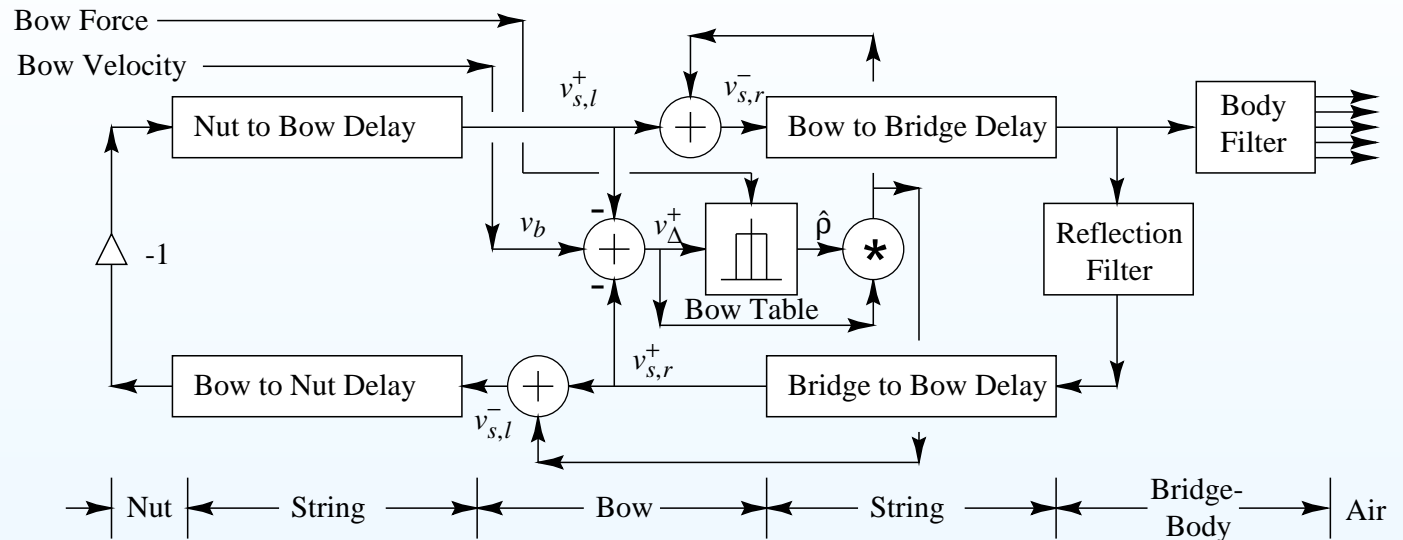 Bow Force
Bow Velocity
v⁺s,l
v⁻s,r
Nut to Bow Delay
+
Bow to Bridge Delay
Body
Filter
-
vb
+
v⁺Δ
ρ̂
*
-
-1
Bow Table
Reflection
Filter
Bow to Nut Delay
v⁻s,l
+
v⁺s,r
Bridge to Bow Delay
Nut
String
Bow
String
Bridge-
Body
Air